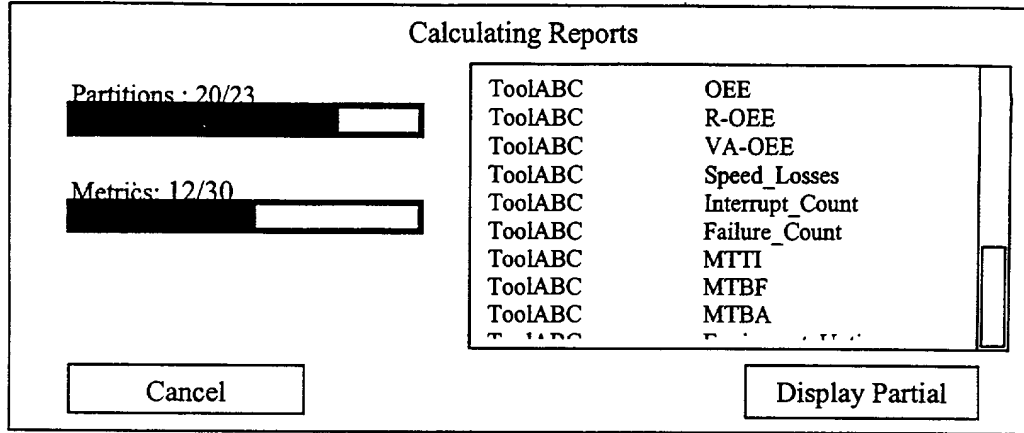 Calculating Reports
Partitions : 20/23
Metrics: 12/30
ToolABC OEE
ToolABC R-OEE
ToolABC VA-OEE
ToolABC Speed_Losses
ToolABC Interrupt_Count
ToolABC Failure_Count
ToolABC MTTI
ToolABC MTBF
ToolABC MTBA
Cancel
Display Partial